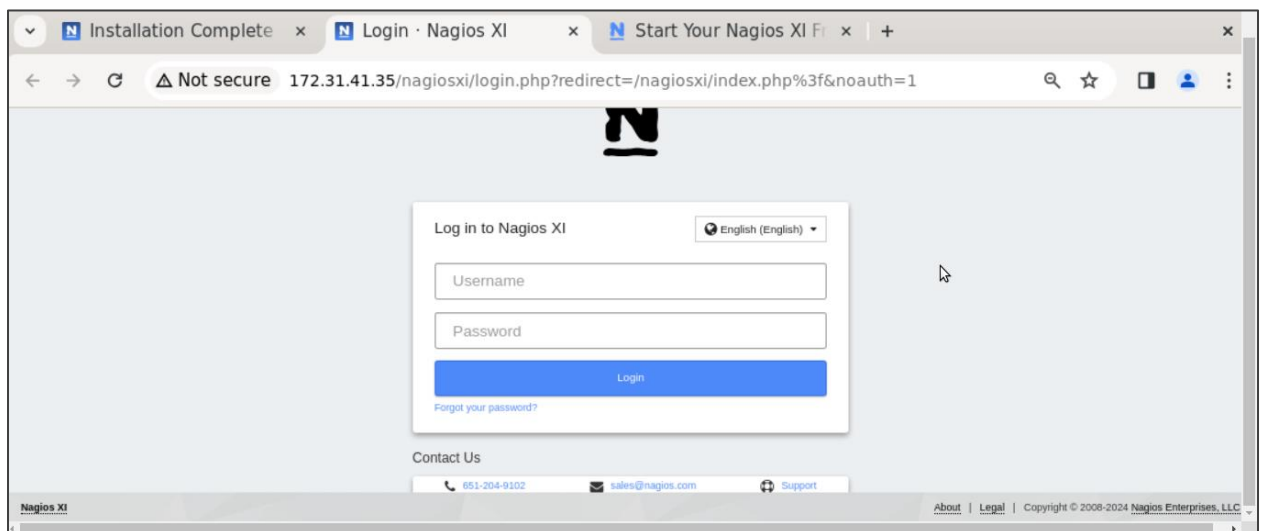 Installation Complete × Login · Nagios XI × Start Your Nagios XI Fr × + ×
Not secure 172.31.41.35/nagiosxi/login.php?redirect=/nagiosxi/index.php%3f&noauth=1
N
Log in to Nagios XI English (English)
Username
Password
Login
Forgot your password?
Contact Us
651-204-9102 sales@nagios.com Support
Nagios XI About | Legal | Copyright © 2008-2024 Nagios Enterprises, LLC